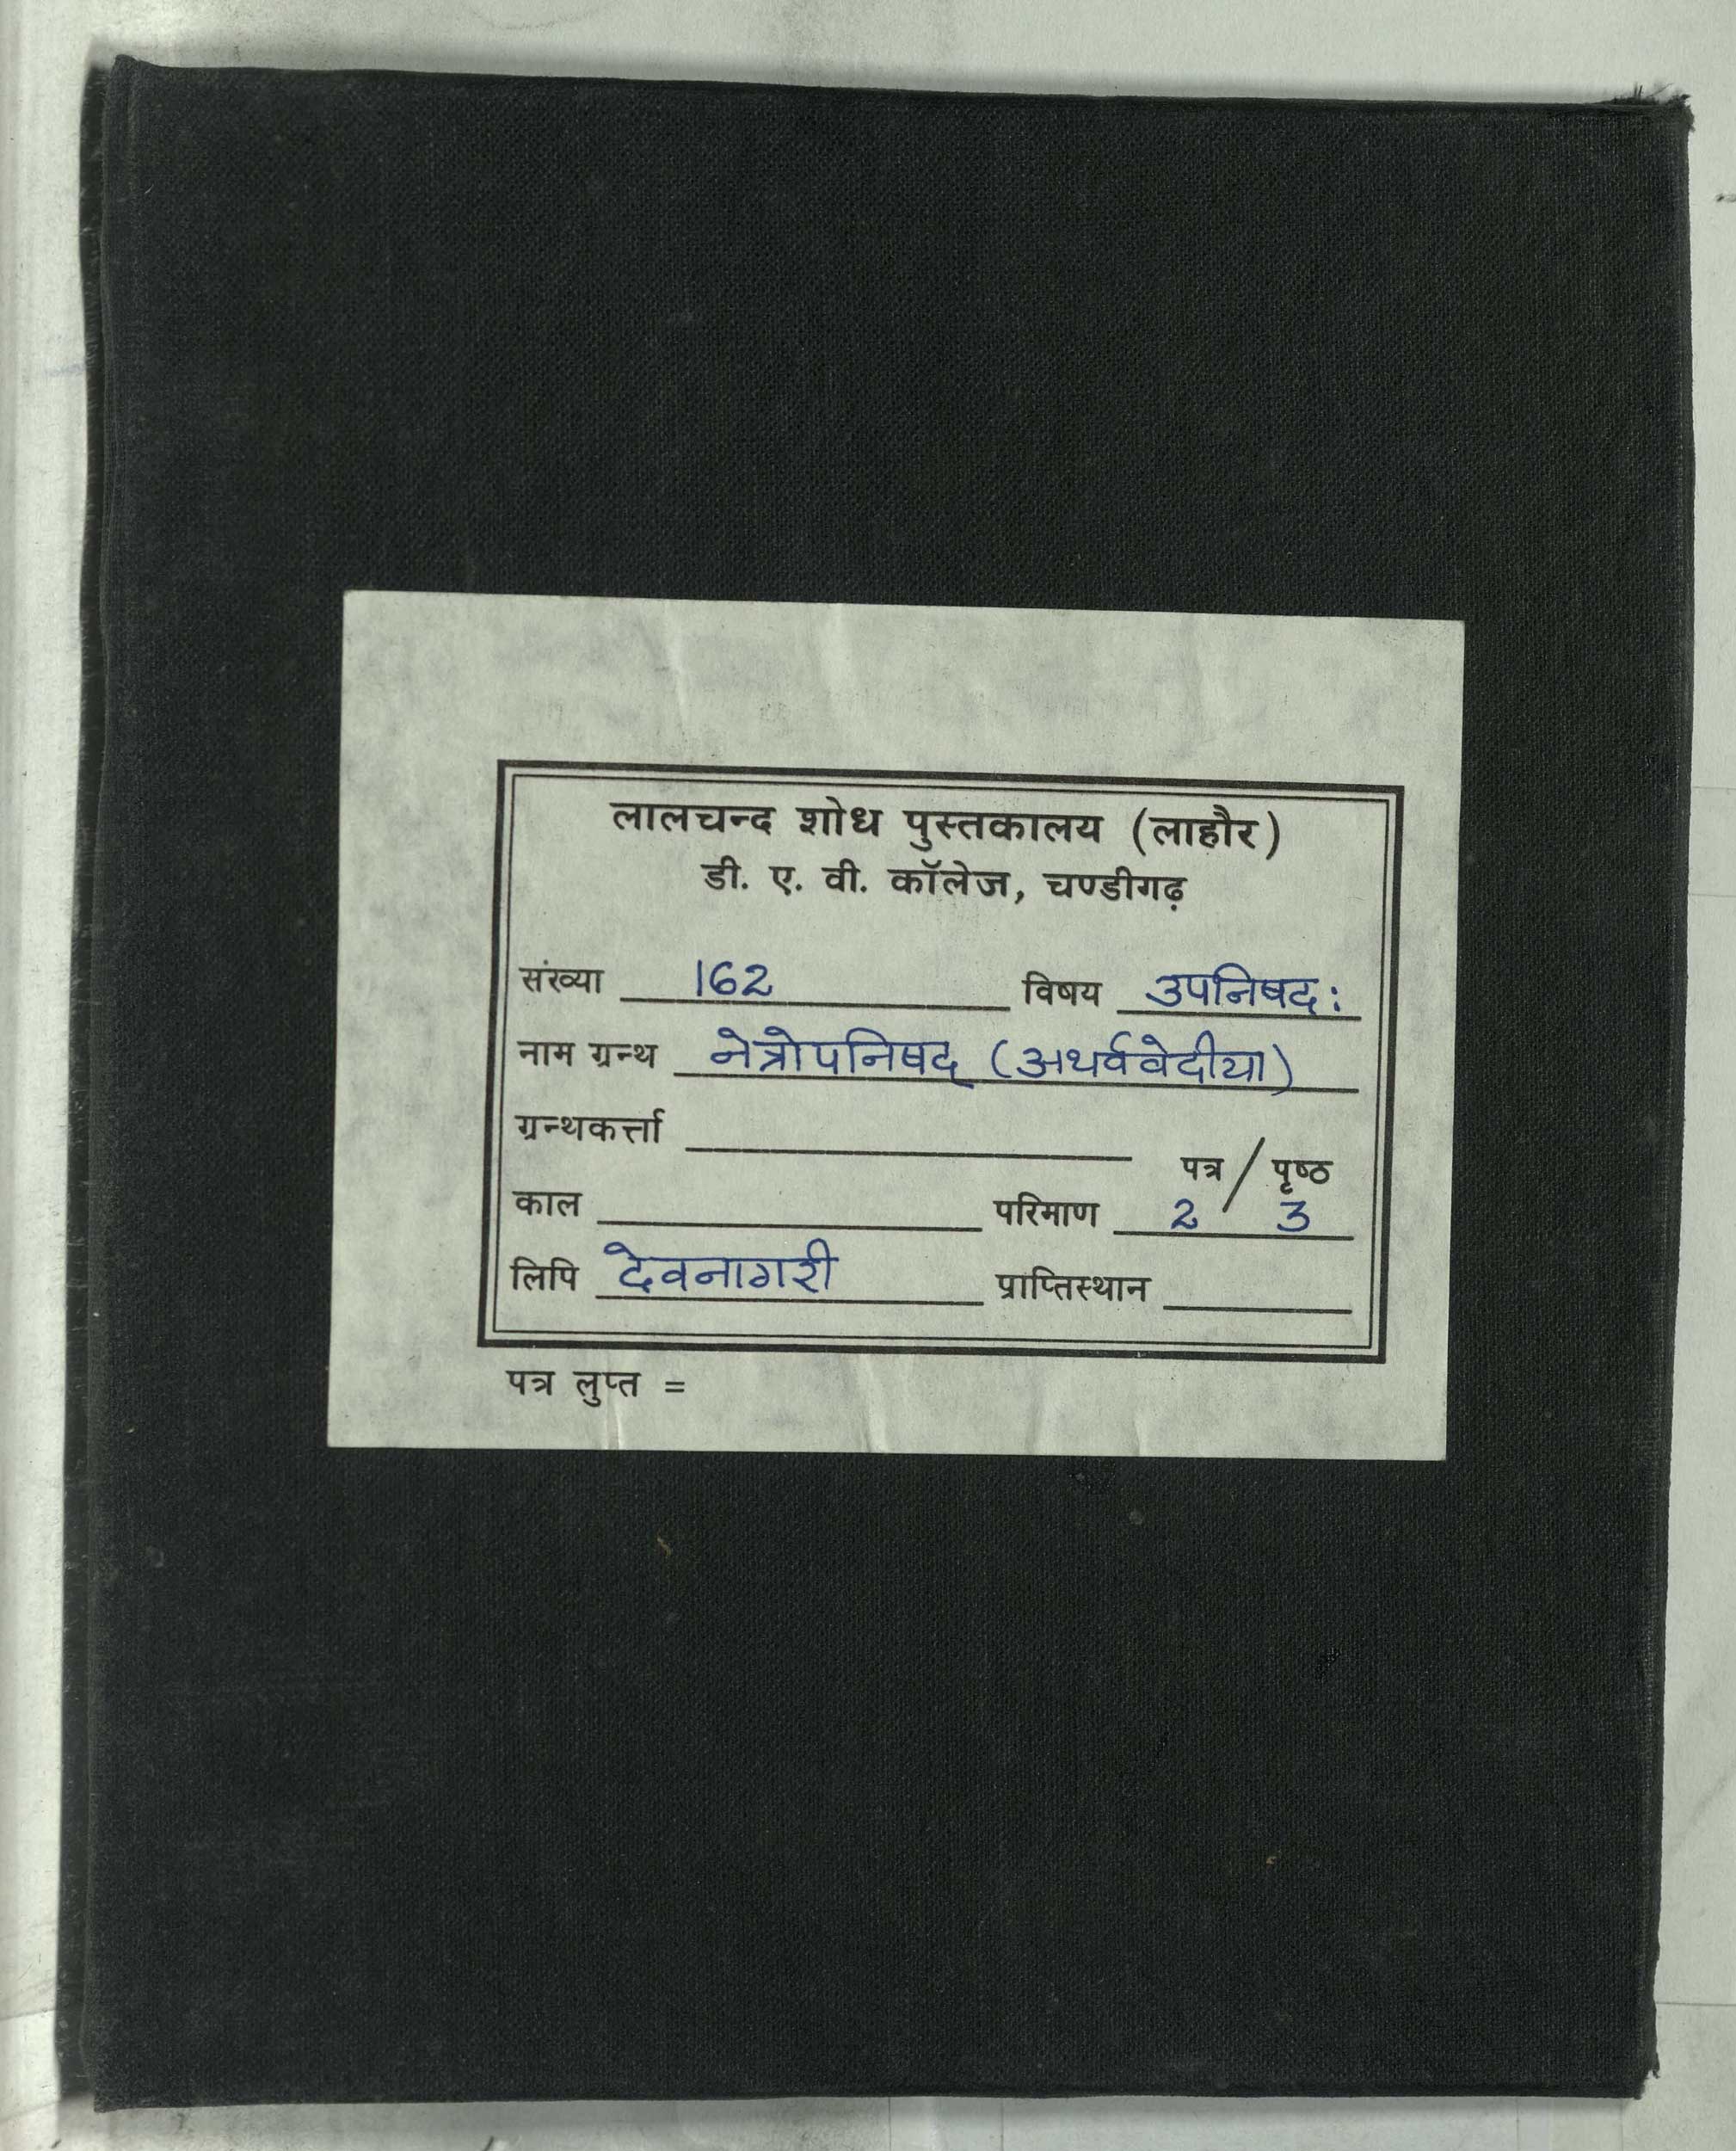 लालचन्द शोध पुस्तकालय (लाहौर)
डी. ए. वी. कॉलेज, चण्डीगढ़
संख्या 162 विषय उपनिषद:
नाम ग्रन्थ नेत्रोपनिषद् (अथर्ववेदीया)
ग्रन्थकर्त्ता
पत्र / पृष्ठ
काल परिमाण 2 / 3
लिपि देवनागरी प्राप्तिस्थान
पत्र लुप्त =